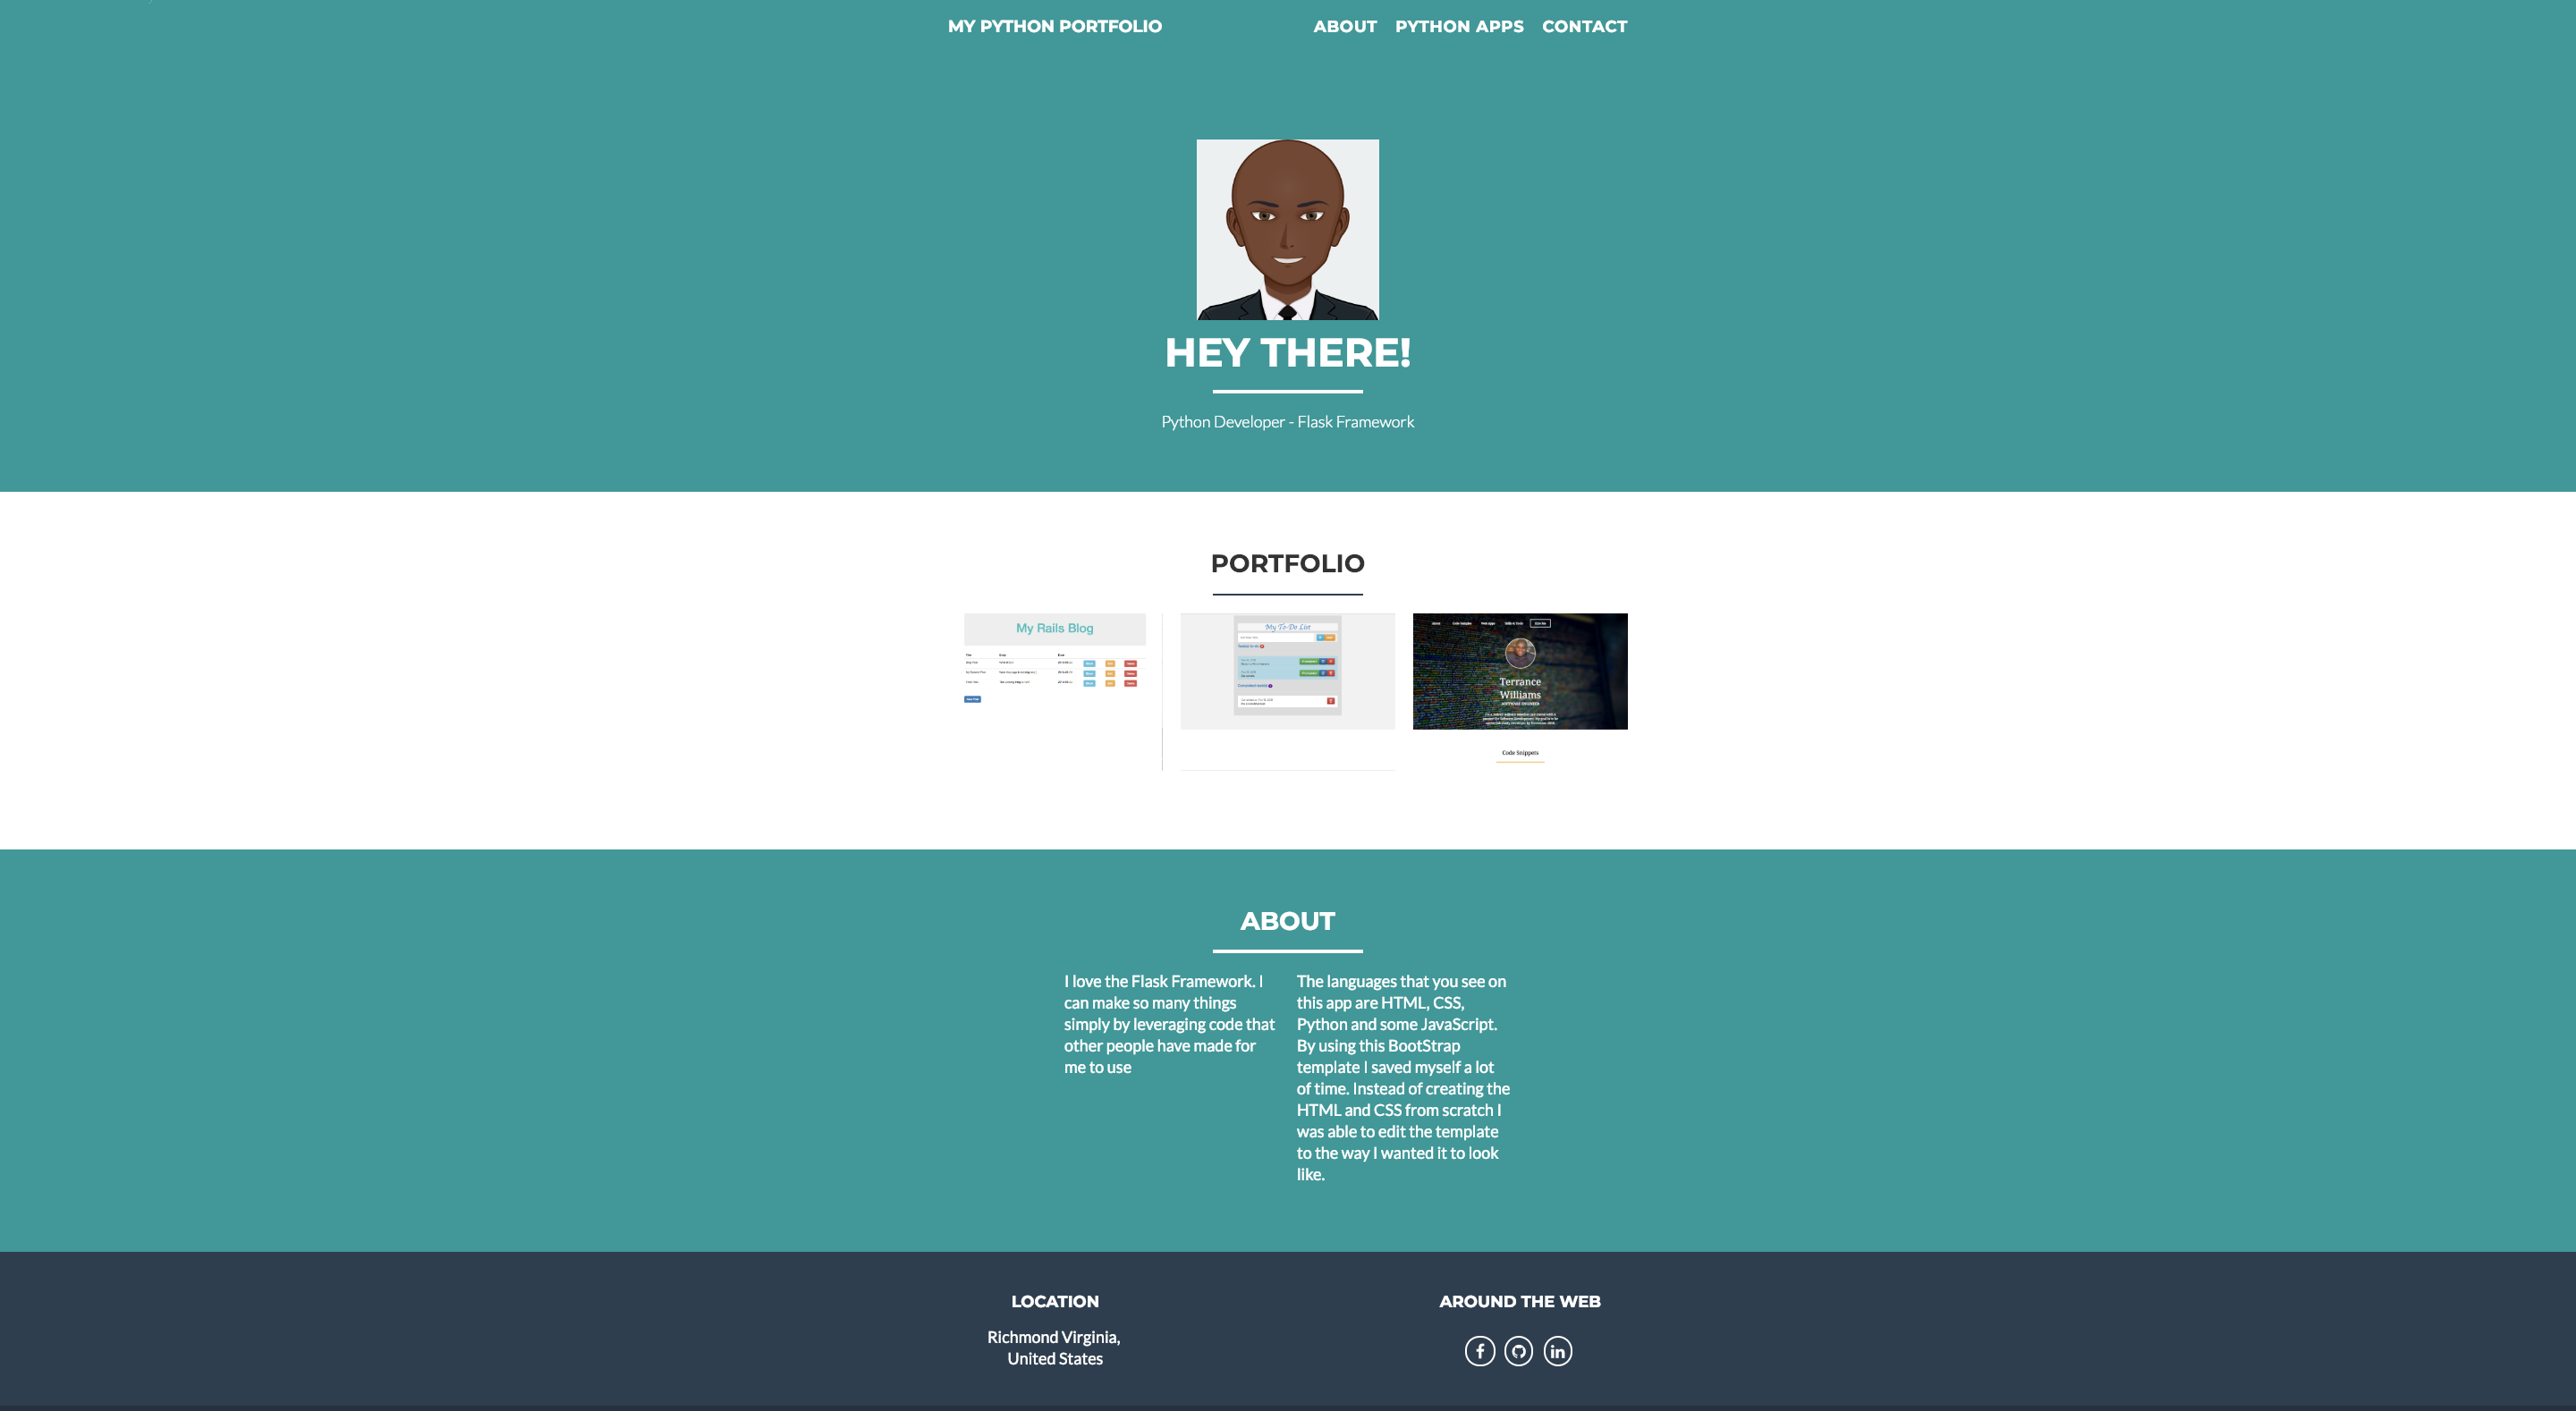 MY PYTHON PORTFOLIO
ABOUT PYTHON APPS CONTACT
HEY THERE!
Python Developer - Flask Framework
PORTFOLIO
My Rails Blog
My To-Do List
Terrance
Williams
SOFTWARE ENGINEER
Code Snippets
ABOUT
I love the Flask Framework. I
can make so many things
simply by leveraging code that
other people have made for
me to use
The languages that you see on
this app are HTML, CSS,
Python and some JavaScript.
By using this BootStrap
template I saved myself a lot
of time. Instead of creating the
HTML and CSS from scratch I
was able to edit the template
to the way I wanted it to look
like.
LOCATION
Richmond Virginia,
United States
AROUND THE WEB